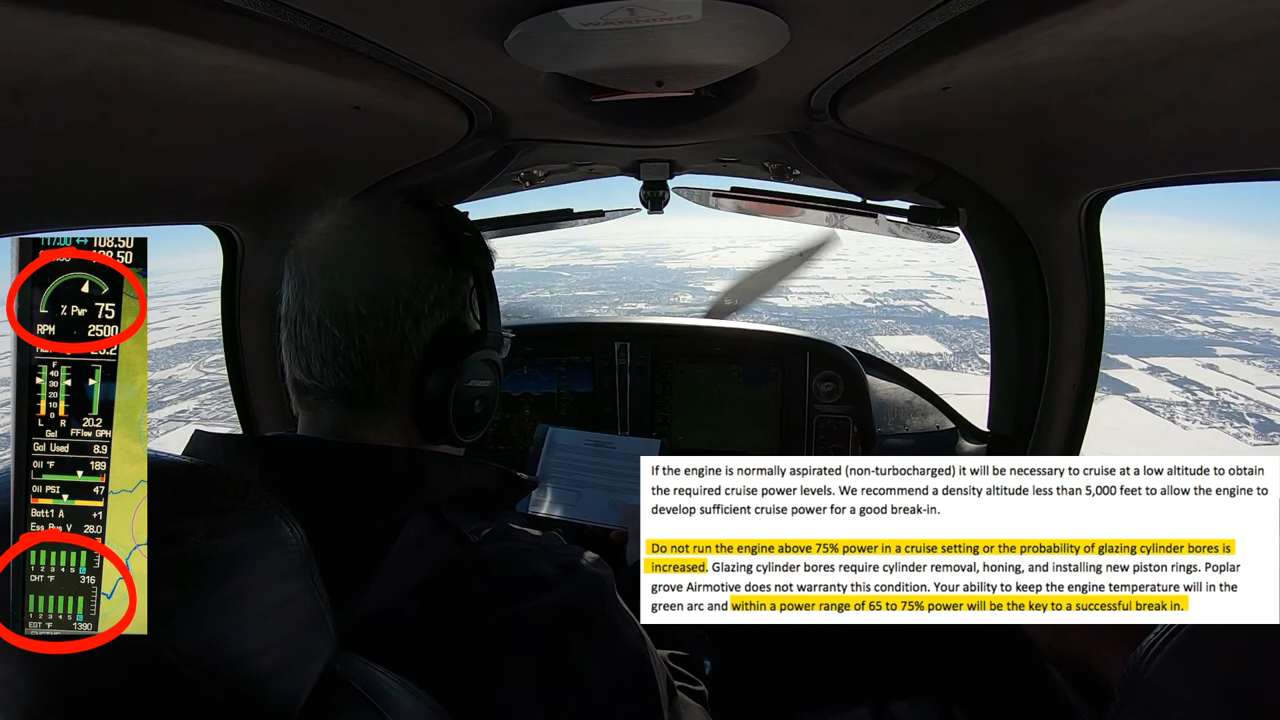 WARNING
117.00 ↔ 108.50
108.50
% Pwr 75
RPM 2500
F
40
30
20
10
0
L R 20.2
Gal FFlow GPH
Gal Used 8.9
Oil °F 189
Oil PSI 47
Batt1 A +1
Ess Bus V 28.0
1 2 3 4 5 6
CHT °F 316
1 2 3 4 5 6
EGT °F 1390
BOSE
If the engine is normally aspirated (non-turbocharged) it will be necessary to cruise at a low altitude to obtain
the required cruise power levels. We recommend a density altitude less than 5,000 feet to allow the engine to
develop sufficient cruise power for a good break-in.
Do not run the engine above 75% power in a cruise setting or the probability of glazing cylinder bores is
increased. Glazing cylinder bores require cylinder removal, honing, and installing new piston rings. Poplar
grove Airmotive does not warranty this condition. Your ability to keep the engine temperature will in the
green arc and within a power range of 65 to 75% power will be the key to a successful break in.